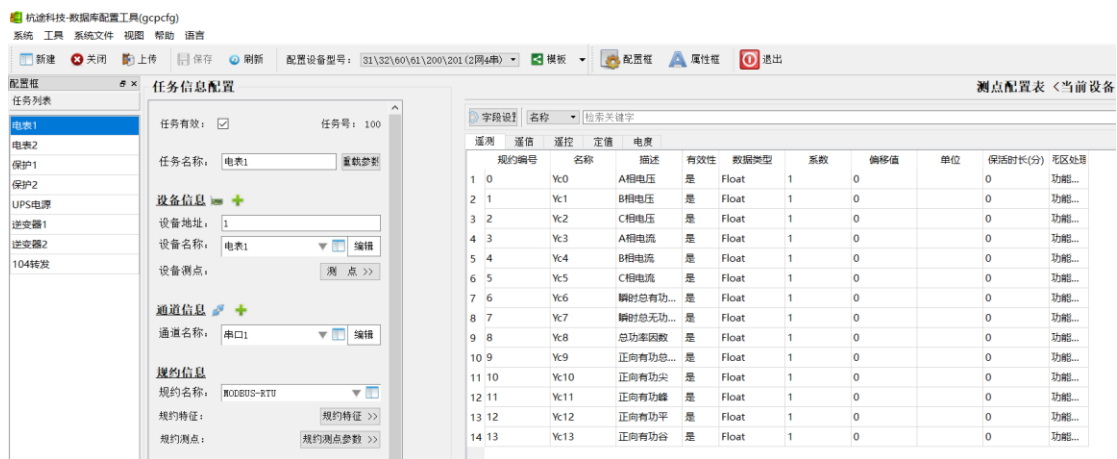 杭途科技-数据库配置工具(gcpcfg)
系统 工具 系统文件 视图 帮助 语言
新建 关闭 上传 保存 刷新 配置设备型号： 31\32\60\61\200\201(2网4串) 模板 配置框 属性框 退出
配置框 任务信息配置 测点配置表 <当前设备
任务列表
字段设 名称 检索关键字
电表1 任务有效： 任务号：100
电表2 遥测 遥信 遥控 定值 电度
保护1 任务名称： 电表1 重载参数 规约编号 名称 描述 有效性 数据类型 系数 偏移值 单位 保活时长(分) 死区处理
保护2 1 0 Yc0 A相电压 是 Float 1 0 0 功能...
UPS电源 设备信息 2 1 Yc1 B相电压 是 Float 1 0 0 功能...
逆变器1 设备地址： 1 3 2 Yc2 C相电压 是 Float 1 0 0 功能...
逆变器2 设备名称： 电表1 编辑 4 3 Yc3 A相电流 是 Float 1 0 0 功能...
104转发 5 4 Yc4 B相电流 是 Float 1 0 0 功能...
设备测点： 测 点 >> 6 5 Yc5 C相电流 是 Float 1 0 0 功能...
7 6 Yc6 瞬时总有功... 是 Float 1 0 0 功能...
通道信息 8 7 Yc7 瞬时总无功... 是 Float 1 0 0 功能...
通道名称： 串口1 编辑 9 8 Yc8 总功率因数 是 Float 1 0 0 功能...
10 9 Yc9 正向有功总... 是 Float 1 0 0 功能...
规约信息 11 10 Yc10 正向有功尖 是 Float 1 0 0 功能...
规约名称： MODBUS-RTU 12 11 Yc11 正向有功峰 是 Float 1 0 0 功能...
规约特征： 规约特征 >> 13 12 Yc12 正向有功平 是 Float 1 0 0 功能...
规约测点： 规约测点参数 >> 14 13 Yc13 正向有功谷 是 Float 1 0 0 功能...